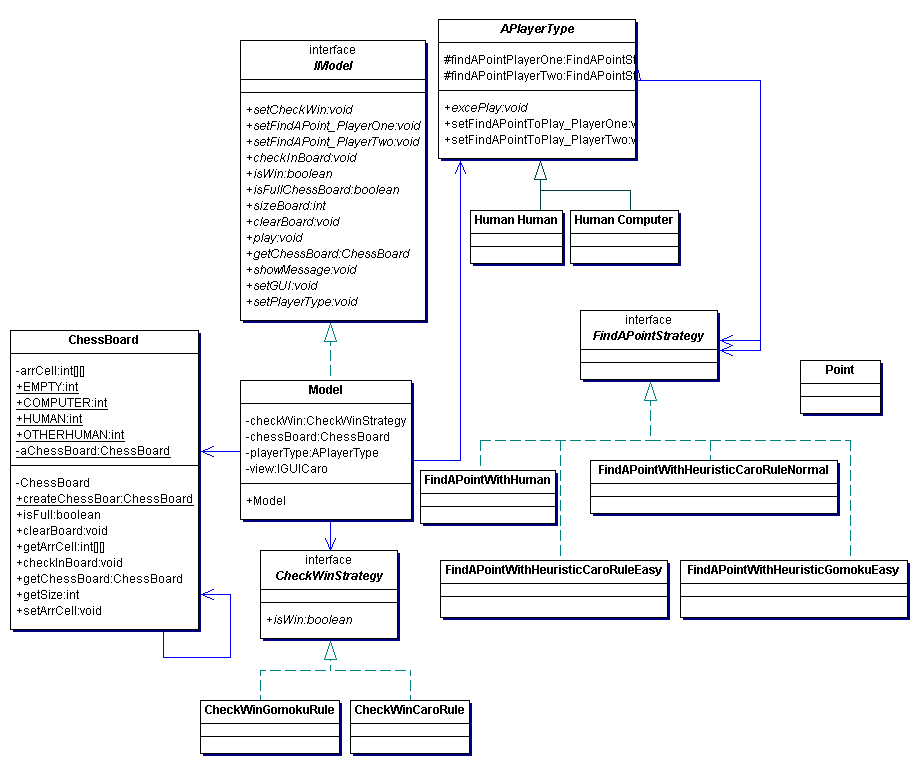 interface
IModel
+setCheckWin:void
+setFindAPoint_PlayerOne:void
+setFindAPoint_PlayerTwo:void
+checkInBoard:void
+isWin:boolean
+isFullChessBoard:boolean
+sizeBoard:int
+clearBoard:void
+play:void
+getChessBoard:ChessBoard
+showMessage:void
+setGUI:void
+setPlayerType:void
APlayerType
#findAPointPlayerOne:FindAPointSt
#findAPointPlayerTwo:FindAPointSt
+excePlay:void
+setFindAPointToPlay_PlayerOne:v
+setFindAPointToPlay_PlayerTwo:v
Human Human
Human Computer
interface
FindAPointStrategy
Point
ChessBoard
-arrCell:int[][]
+EMPTY:int
+COMPUTER:int
+HUMAN:int
+OTHERHUMAN:int
-aChessBoard:ChessBoard
-ChessBoard
+createChessBoar:ChessBoard
+isFull:boolean
+clearBoard:void
+getArrCell:int[][]
+checkInBoard:void
+getChessBoard:ChessBoard
+getSize:int
+setArrCell:void
Model
-checkWin:CheckWinStrategy
-chessBoard:ChessBoard
-playerType:APlayerType
-view:IGUICaro
+Model
FindAPointWithHuman
FindAPointWithHeuristicCaroRuleNormal
FindAPointWithHeuristicCaroRuleEasy
FindAPointWithHeuristicGomokuEasy
interface
CheckWinStrategy
+isWin:boolean
CheckWinGomokuRule
CheckWinCaroRule